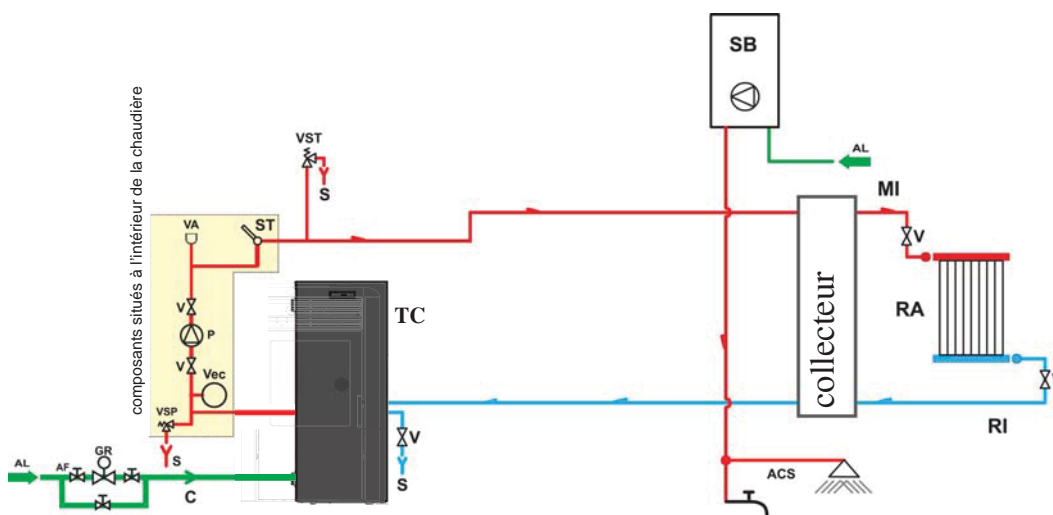 composants situés à l'intérieur de la chaudière
SB
AL
VST
S
MI
VA
ST
V
V
TC
P
RA
V
Vec
collecteur
V
VSP
V
RI
GR
S
AL
AF
S
ACS
C